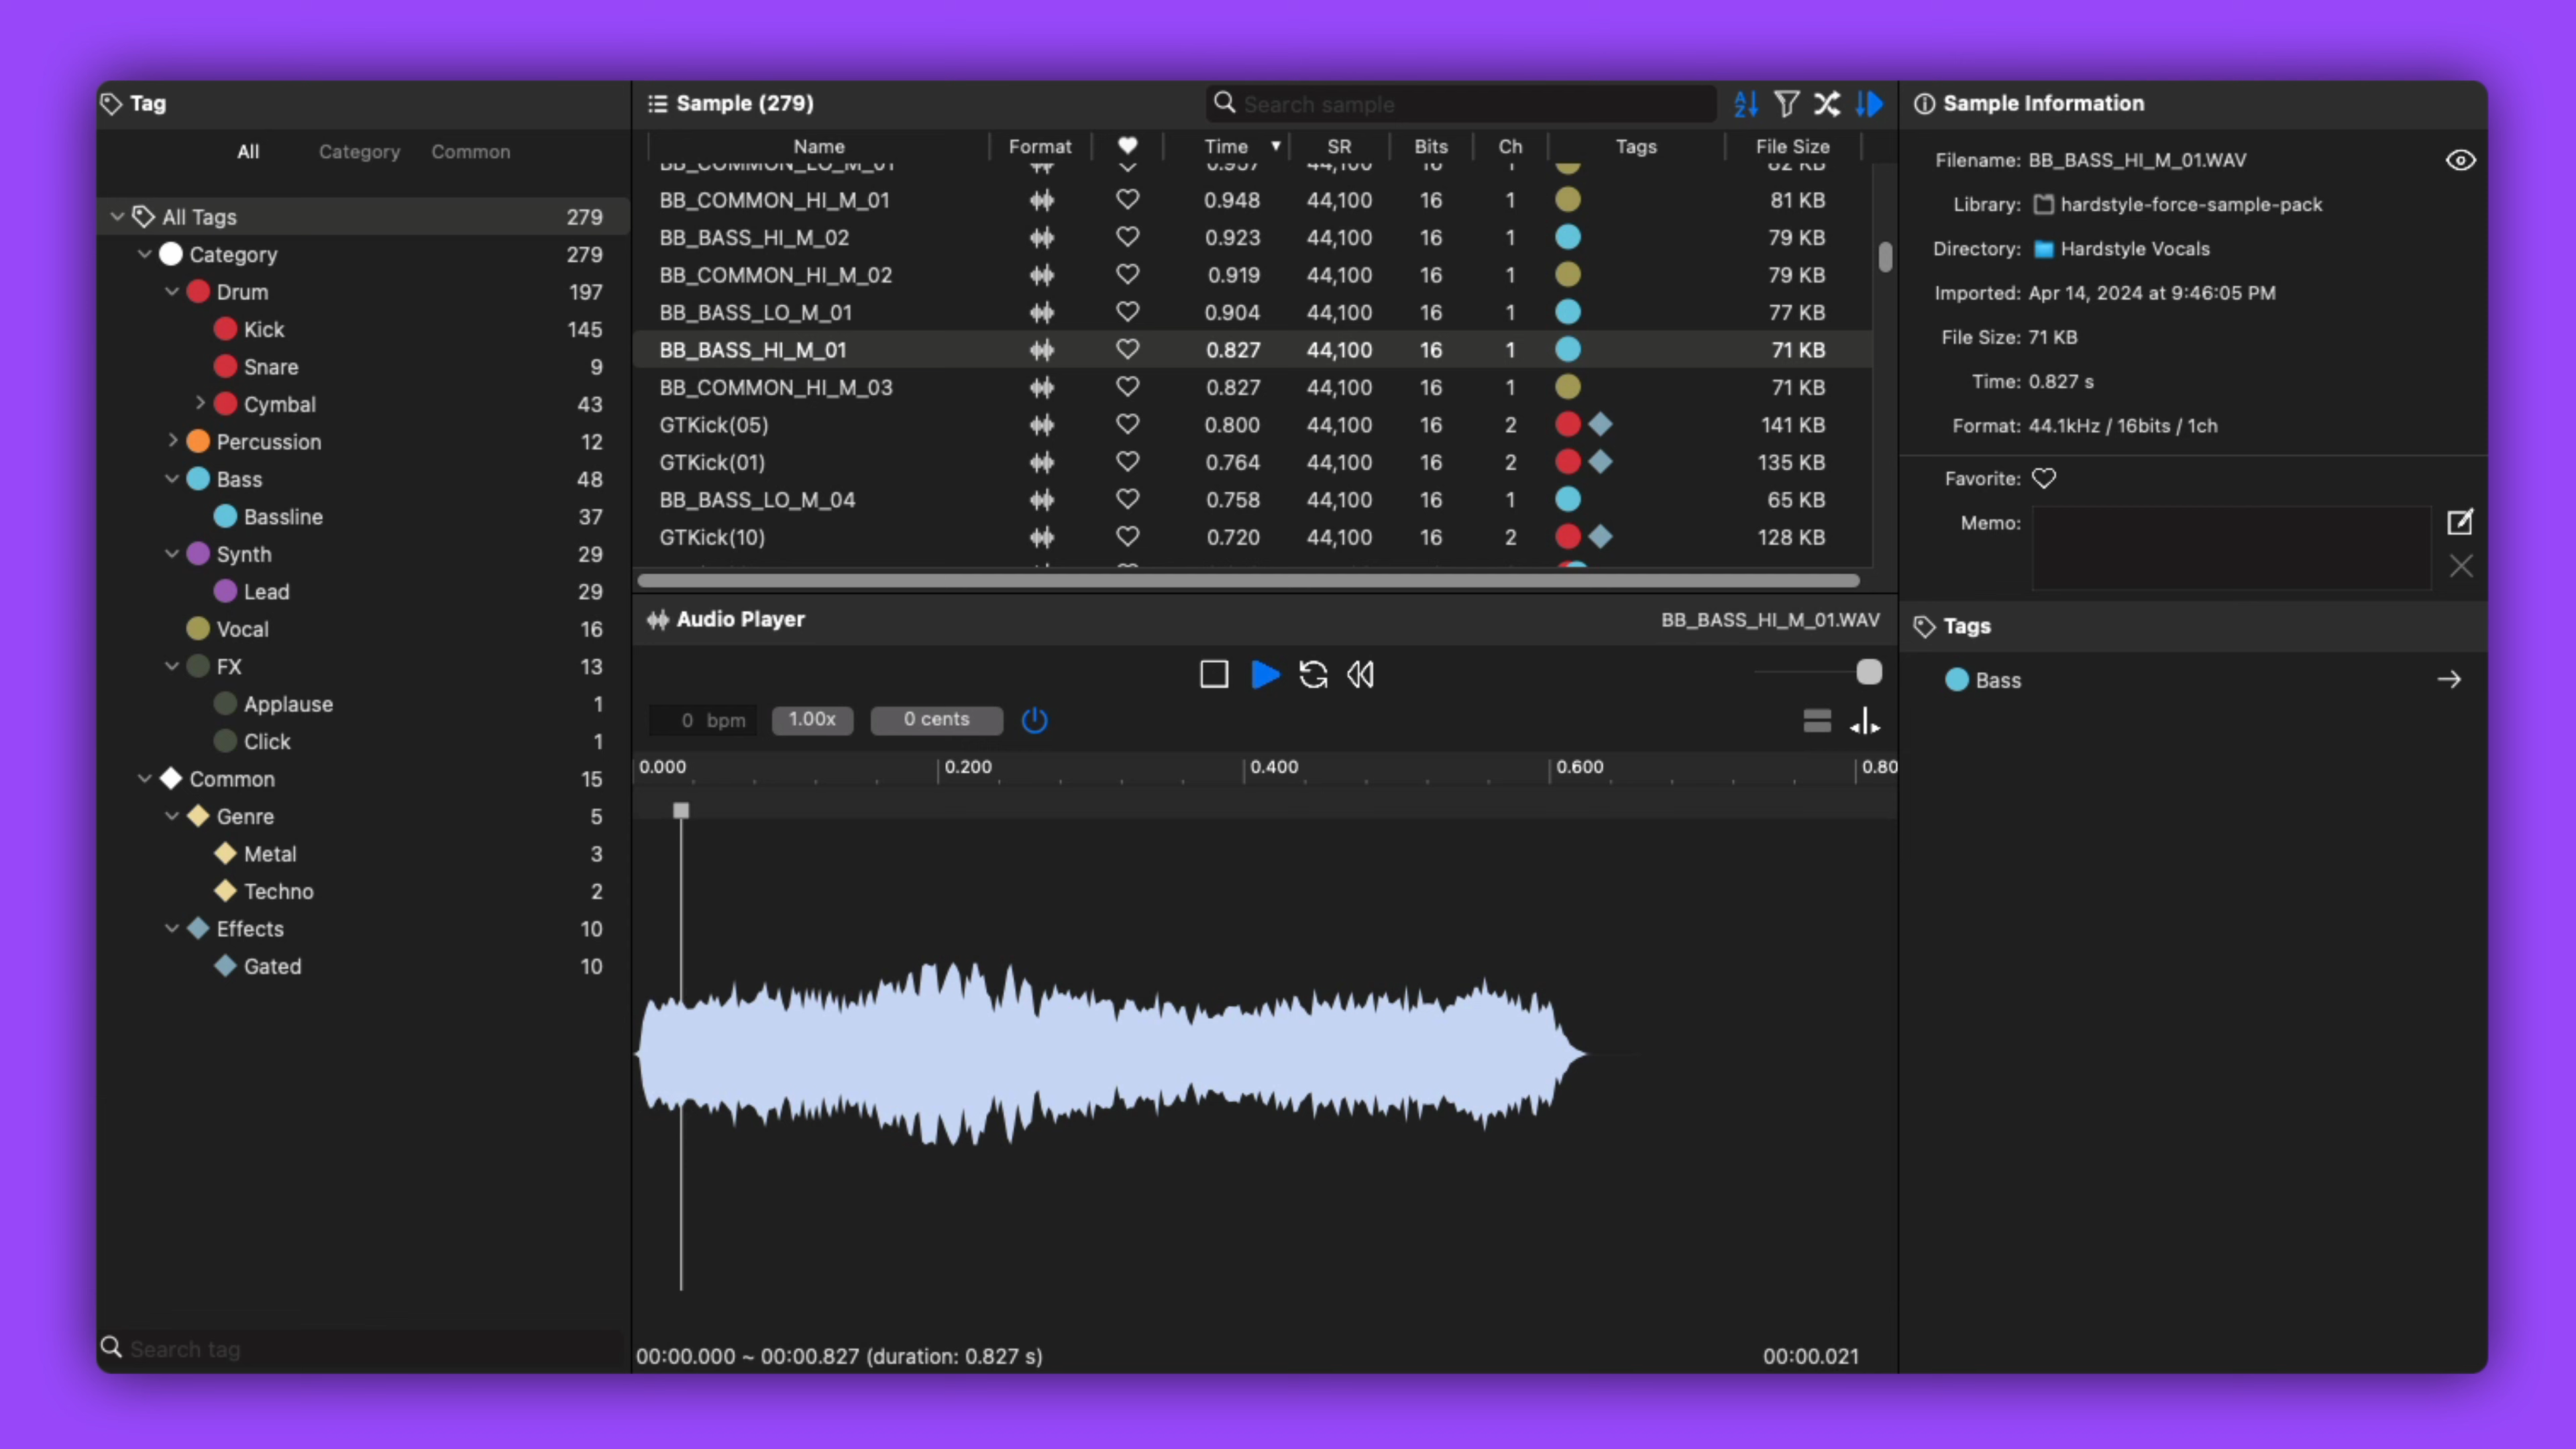 Tag
All Category Common
All Tags 279
Category 279
Drum 197
Kick 145
Snare 9
Cymbal 43
Percussion 12
Bass 48
Bassline 37
Synth 29
Lead 29
Vocal 16
FX 13
Applause 1
Click 1
Common 15
Genre 5
Metal 3
Techno 2
Effects 10
Gated 10
Search tag
Sample (279) Search sample
Name Format Time SR Bits Ch Tags File Size
BB_COMMON_LO_M_01 0.957 44,100 16 1 82 KB
BB_COMMON_HI_M_01 0.948 44,100 16 1 81 KB
BB_BASS_HI_M_02 0.923 44,100 16 1 79 KB
BB_COMMON_HI_M_02 0.919 44,100 16 1 79 KB
BB_BASS_LO_M_01 0.904 44,100 16 1 77 KB
BB_BASS_HI_M_01 0.827 44,100 16 1 71 KB
BB_COMMON_HI_M_03 0.827 44,100 16 1 71 KB
GTKick(05) 0.800 44,100 16 2 141 KB
GTKick(01) 0.764 44,100 16 2 135 KB
BB_BASS_LO_M_04 0.758 44,100 16 1 65 KB
GTKick(10) 0.720 44,100 16 2 128 KB
Audio Player BB_BASS_HI_M_01.WAV
0 bpm 1.00x 0 cents
0.000 0.200 0.400 0.600 0.80
00:00.000 ~ 00:00.827 (duration: 0.827 s) 00:00.021
Sample Information
Filename: BB_BASS_HI_M_01.WAV
Library: hardstyle-force-sample-pack
Directory: Hardstyle Vocals
Imported: Apr 14, 2024 at 9:46:05 PM
File Size: 71 KB
Time: 0.827 s
Format: 44.1kHz / 16bits / 1ch
Favorite:
Memo:
Tags
Bass